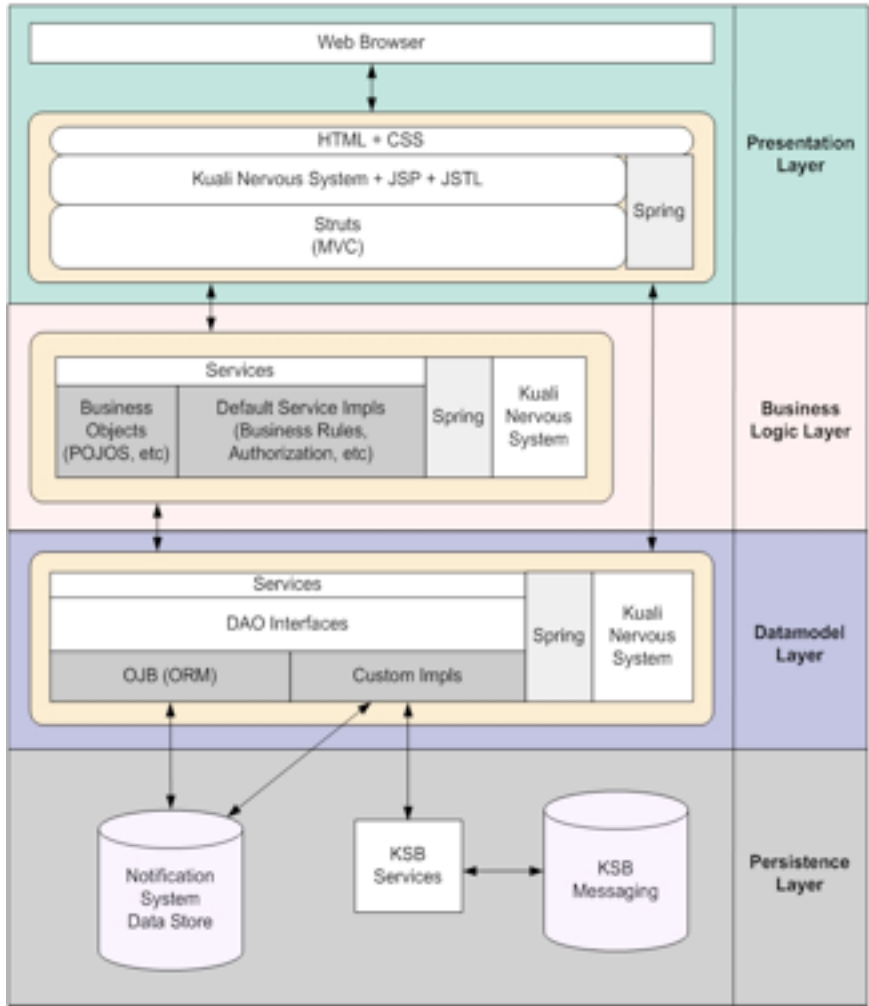 Web Browser
HTML + CSS
Kuali Nervous System + JSP + JSTL
Struts
(MVC)
Spring
Presentation
Layer
Services
Business
Objects
(POJOS, etc)
Default Service Impls
(Business Rules,
Authorization, etc)
Spring
Kuali
Nervous
System
Business
Logic Layer
Services
DAO Interfaces
OJB (ORM)
Custom Impls
Spring
Kuali
Nervous
System
Datamodel
Layer
Notification
System
Data Store
KSB
Services
KSB
Messaging
Persistence
Layer